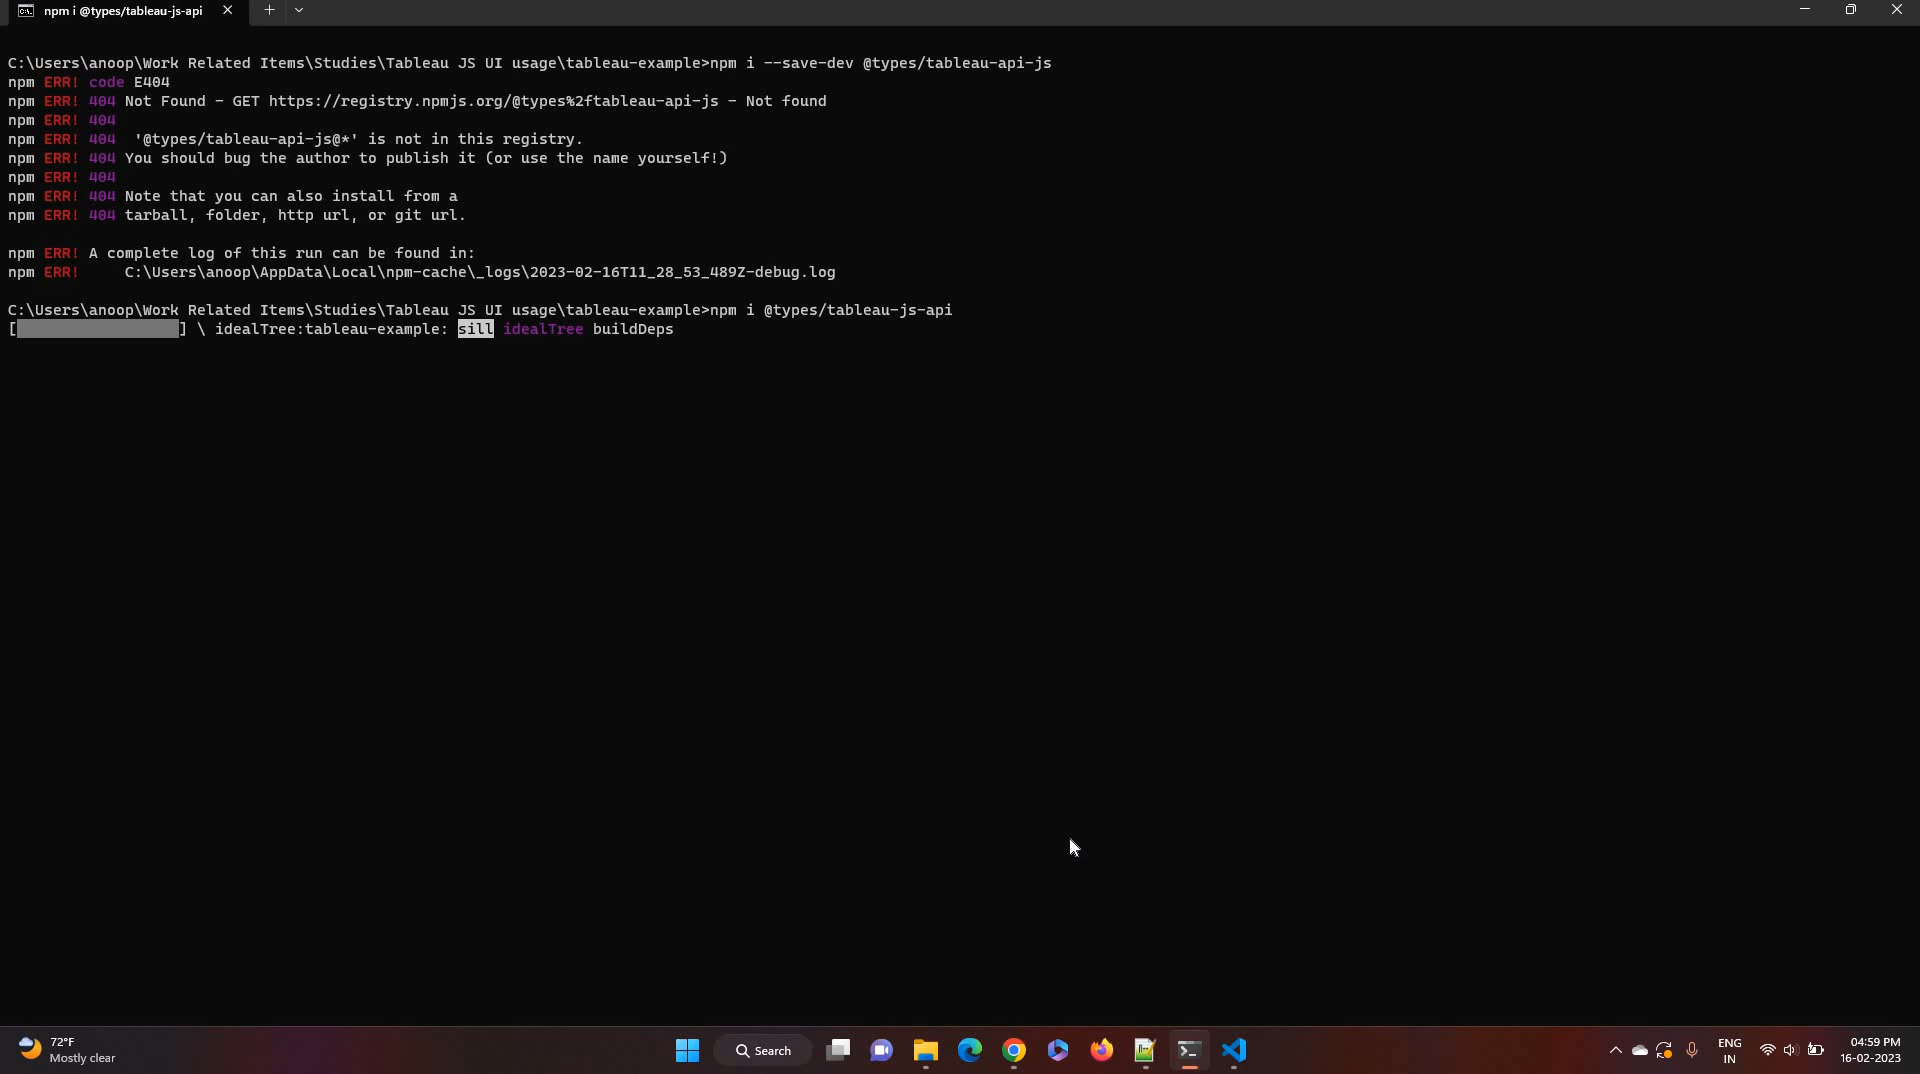 npm i @types/tableau-js-api
C:\Users\anoop\Work Related Items\Studies\Tableau JS UI usage\tableau-example>npm i --save-dev @types/tableau-api-js
npm ERR! code E404
npm ERR! 404 Not Found - GET https://registry.npmjs.org/@types%2ftableau-api-js - Not found
npm ERR! 404
npm ERR! 404  '@types/tableau-api-js@*' is not in this registry.
npm ERR! 404 You should bug the author to publish it (or use the name yourself!)
npm ERR! 404
npm ERR! 404 Note that you can also install from a
npm ERR! 404 tarball, folder, http url, or git url.
npm ERR! A complete log of this run can be found in:
npm ERR!     C:\Users\anoop\AppData\Local\npm-cache\_logs\2023-02-16T11_28_53_489Z-debug.log
C:\Users\anoop\Work Related Items\Studies\Tableau JS UI usage\tableau-example>npm i @types/tableau-js-api
[                  ] \ idealTree:tableau-example: sill idealTree buildDeps
72°F
Mostly clear
Search
ENG
IN
04:59 PM
16-02-2023